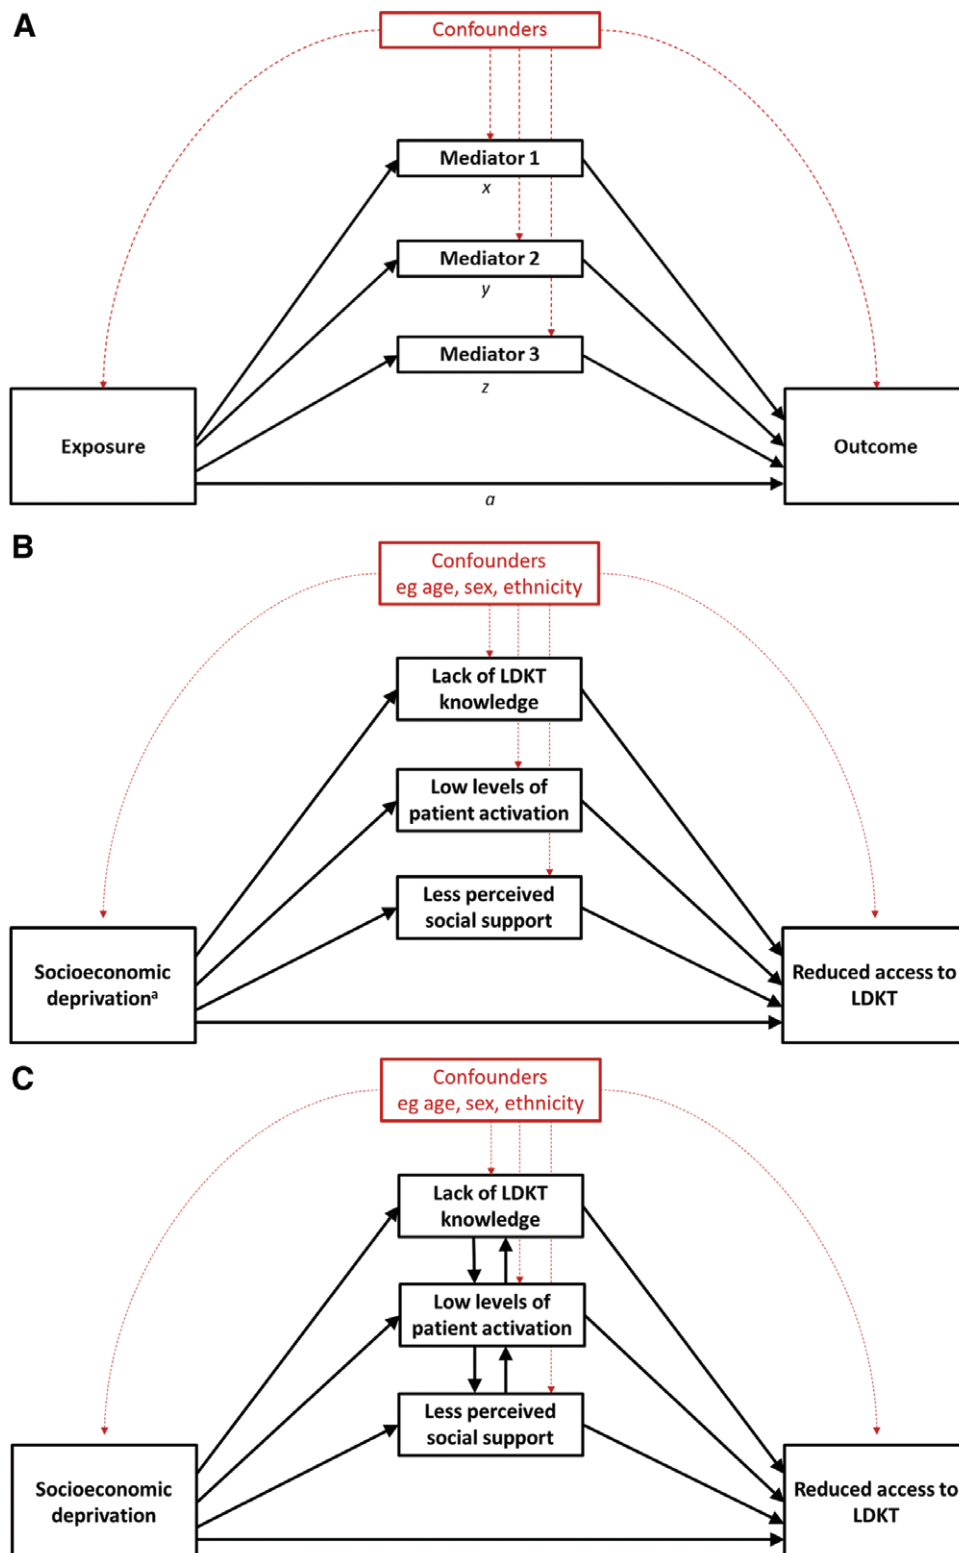 A
Confounders
Mediator 1
x
Mediator 2
y
Mediator 3
z
Exposure
Outcome
a
B
Confounders
eg age, sex, ethnicity
Lack of LDKT
knowledge
Low levels of
patient activation
Less perceived
social support
Socioeconomic
deprivationᵃ
Reduced access to
LDKT
C
Confounders
eg age, sex, ethnicity
Lack of LDKT
knowledge
Low levels of
patient activation
Less perceived
social support
Socioeconomic
deprivation
Reduced access to
LDKT